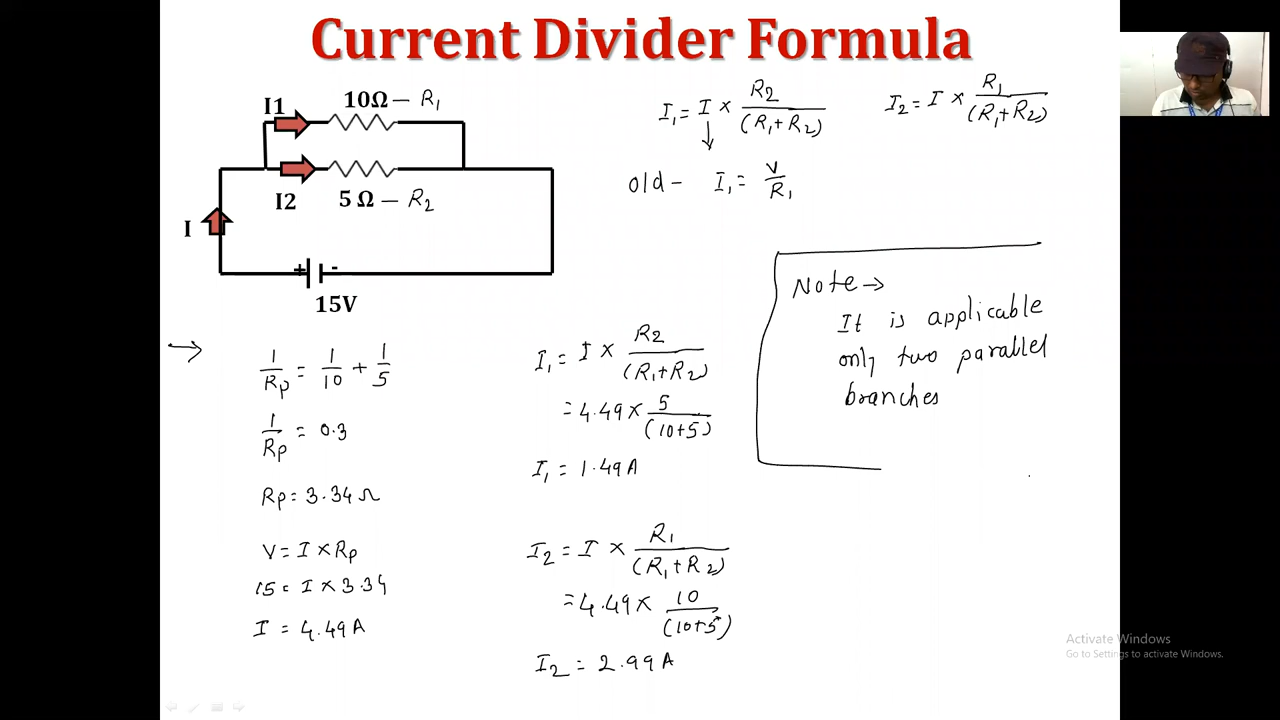 Current Divider Formula
I1
10Ω — R₁
I2
5 Ω — R₂
I
+ -
15V
I₁ = I × R₂/(R₁+R₂)
I₂ = I × R₁/(R₁+R₂)
old - I₁ = V/R₁
Note →
It is applicable
only two parallel
branches
1/Rp = 1/10 + 1/5
1/Rp = 0.3
Rp = 3.34 Ω
V = I × Rp
15 = I × 3.34
I = 4.49 A
I₁ = I × R₂/(R₁+R₂)
= 4.49 × 5/(10+5)
I₁ = 1.49 A
I₂ = I × R₁/(R₁+R₂)
= 4.49 × 10/(10+5)
I₂ = 2.99 A
Activate Windows
Go to Settings to activate Windows.